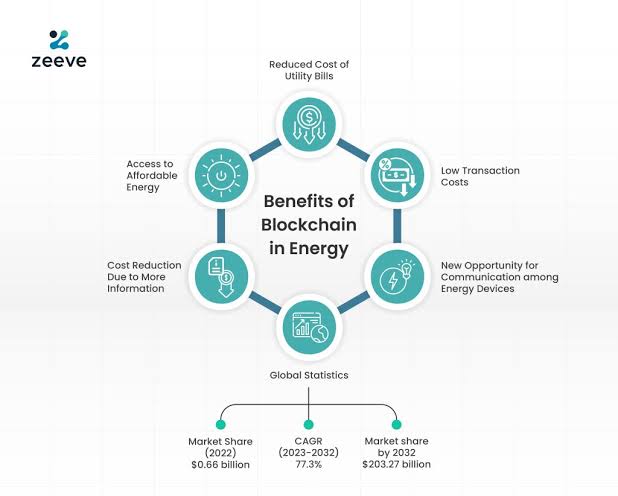 zeeve
Reduced Cost of
Utility Bills
Access to
Affordable
Energy
$
%
$
Low Transaction
Costs
Benefits of
Blockchain
in Energy
Cost Reduction
Due to More
Information
$
New Opportunity for
Communication among
Energy Devices
Global Statistics
Market Share
(2022)
$0.66 billion
CAGR
(2023-2032)
77.3%
Market share
by 2032
$203.27 billion